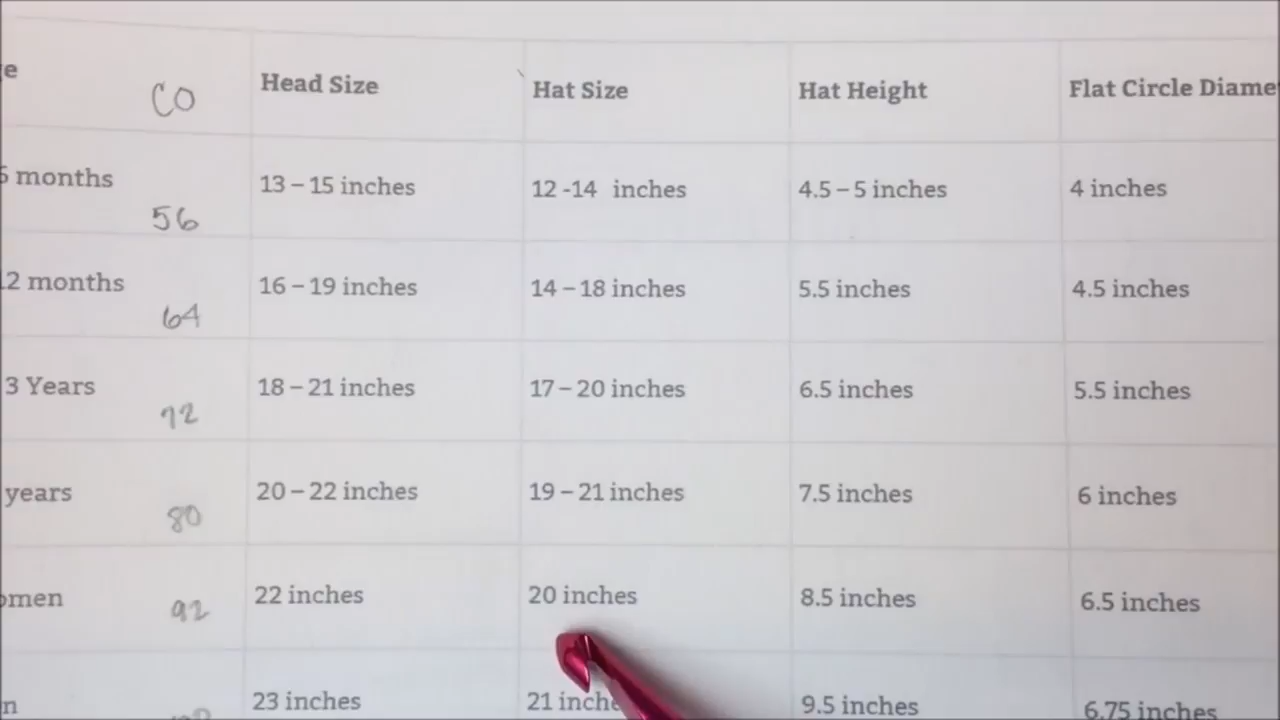 e CO Head Size Hat Size Hat Height Flat Circle Diame
6 months 56 13 – 15 inches 12 -14 inches 4.5 – 5 inches 4 inches
12 months 64 16 – 19 inches 14 – 18 inches 5.5 inches 4.5 inches
3 Years 72 18 – 21 inches 17 – 20 inches 6.5 inches 5.5 inches
years 80 20 – 22 inches 19 – 21 inches 7.5 inches 6 inches
omen 92 22 inches 20 inches 8.5 inches 6.5 inches
n 23 inches 21 inche 9.5 inches 6.75 inches